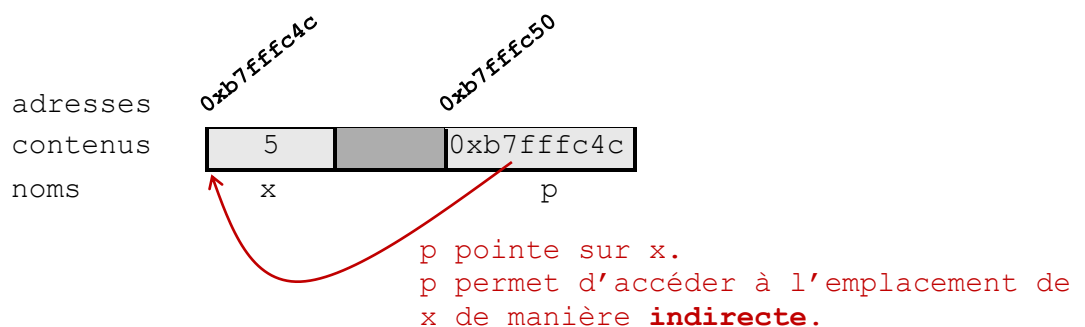 0xb7fffc4c 0xb7fffc50
adresses
contenus 5 0xb7fffc4c
noms x p
p pointe sur x.
p permet d’accéder à l’emplacement de
x de manière indirecte.